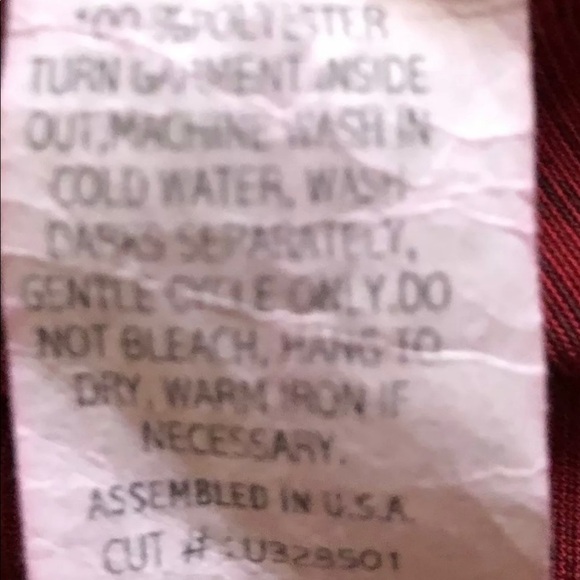 100 % POLYESTER
TURN GARMENT INSIDE
OUT, MACHINE WASH IN
COLD WATER, WASH
DARKS SEPARATELY,
GENTLE CYCLE ONLY. DO
NOT BLEACH, HANG TO
DRY, WARM IRON IF
NECESSARY.
ASSEMBLED IN U.S.A.
CUT #